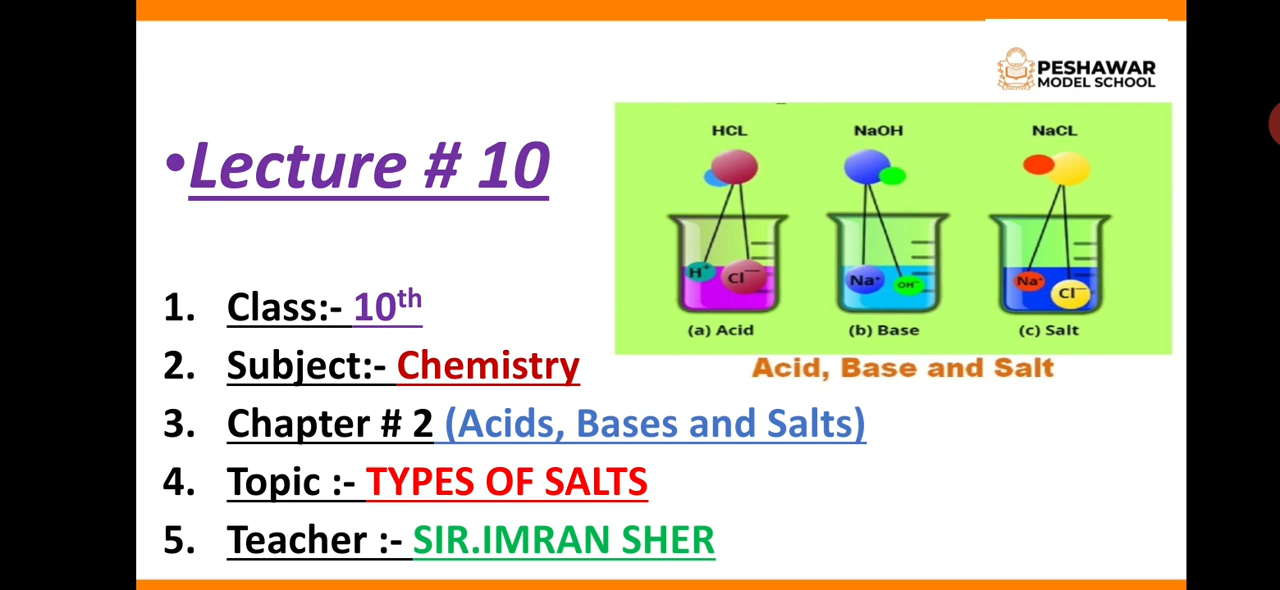 PESHAWAR
MODEL SCHOOL
•Lecture # 10
HCL NaOH NaCL
H+ Cl— Na+ OH— Na+ Cl—
(a) Acid (b) Base (c) Salt
Acid, Base and Salt
1. Class:- 10th
2. Subject:- Chemistry
3. Chapter # 2 (Acids, Bases and Salts)
4. Topic :- TYPES OF SALTS
5. Teacher :- SIR.IMRAN SHER